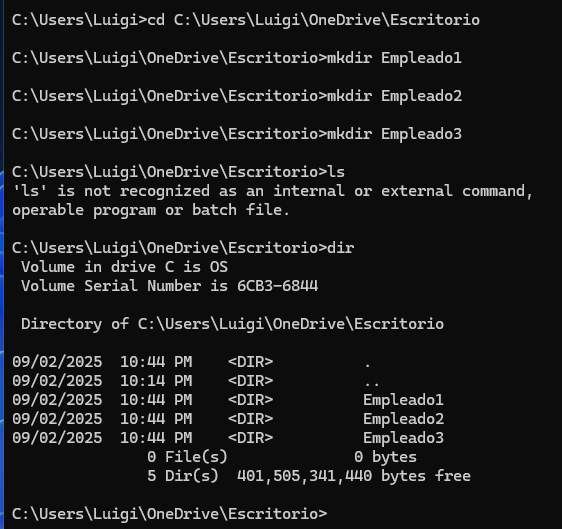 C:\Users\Luigi>cd C:\Users\Luigi\OneDrive\Escritorio
C:\Users\Luigi\OneDrive\Escritorio>mkdir Empleado1
C:\Users\Luigi\OneDrive\Escritorio>mkdir Empleado2
C:\Users\Luigi\OneDrive\Escritorio>mkdir Empleado3
C:\Users\Luigi\OneDrive\Escritorio>ls
'ls' is not recognized as an internal or external command,
operable program or batch file.
C:\Users\Luigi\OneDrive\Escritorio>dir
 Volume in drive C is OS
 Volume Serial Number is 6CB3-6844
 Directory of C:\Users\Luigi\OneDrive\Escritorio
09/02/2025  10:44 PM    <DIR>          .
09/02/2025  10:14 PM    <DIR>          ..
09/02/2025  10:44 PM    <DIR>          Empleado1
09/02/2025  10:44 PM    <DIR>          Empleado2
09/02/2025  10:44 PM    <DIR>          Empleado3
               0 File(s)              0 bytes
               5 Dir(s)  401,505,341,440 bytes free
C:\Users\Luigi\OneDrive\Escritorio>